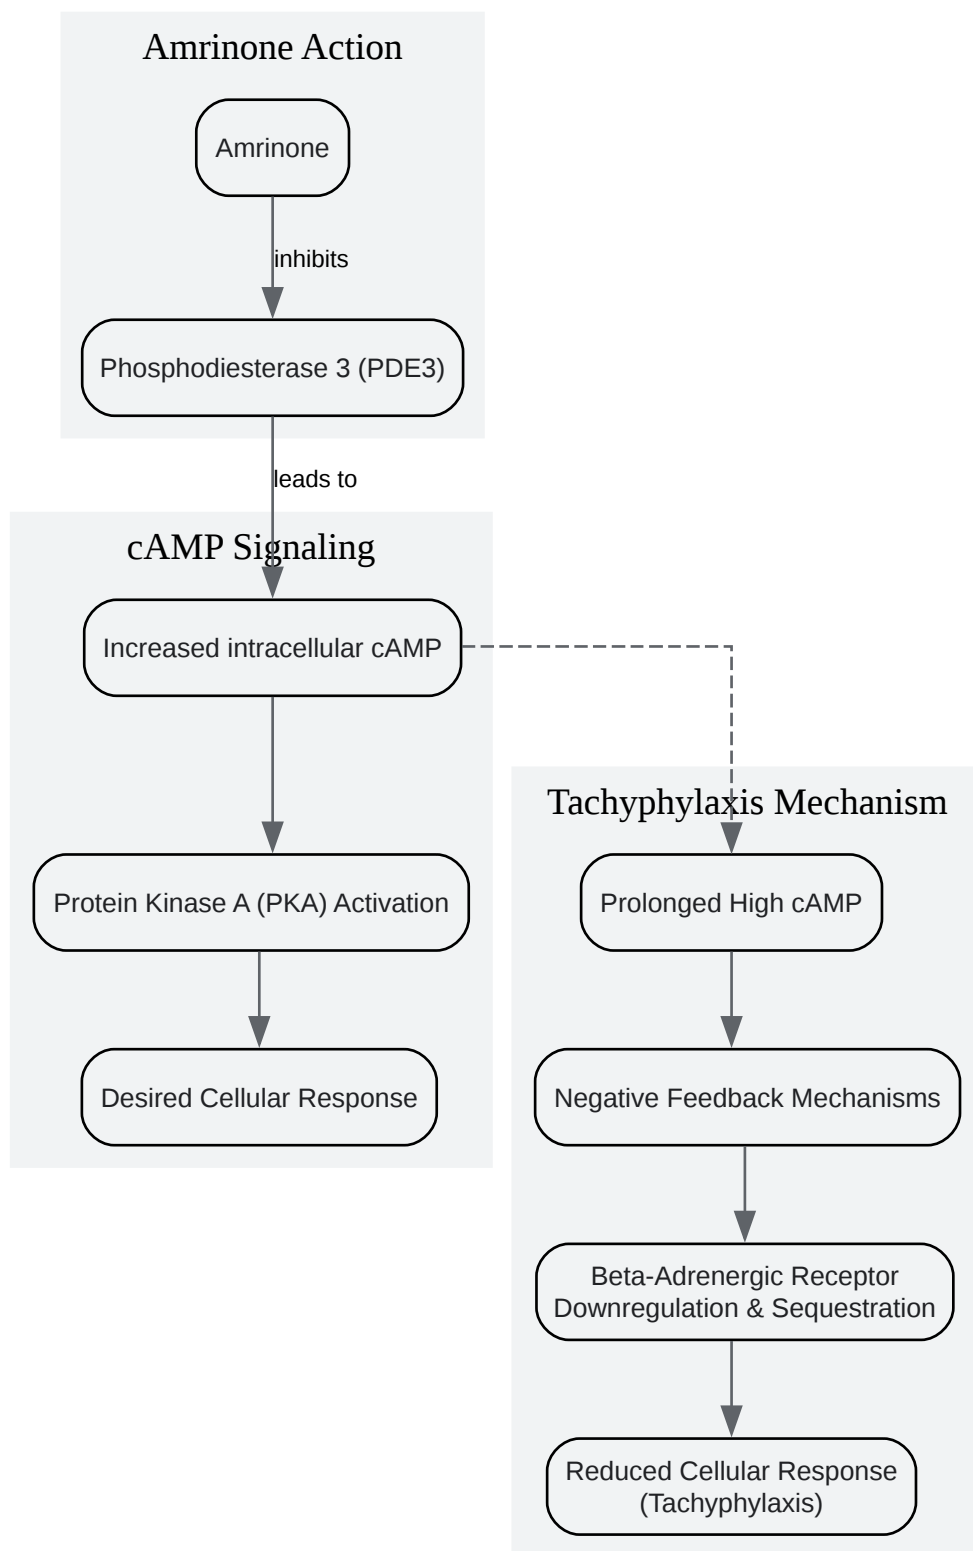 Amrinone Action
Amrinone
inhibits
Phosphodiesterase 3 (PDE3)
leads to
cAMP Signaling
Increased intracellular cAMP
Protein Kinase A (PKA) Activation
Desired Cellular Response
Tachyphylaxis Mechanism
Prolonged High cAMP
Negative Feedback Mechanisms
Beta-Adrenergic Receptor
Downregulation & Sequestration
Reduced Cellular Response
(Tachyphylaxis)